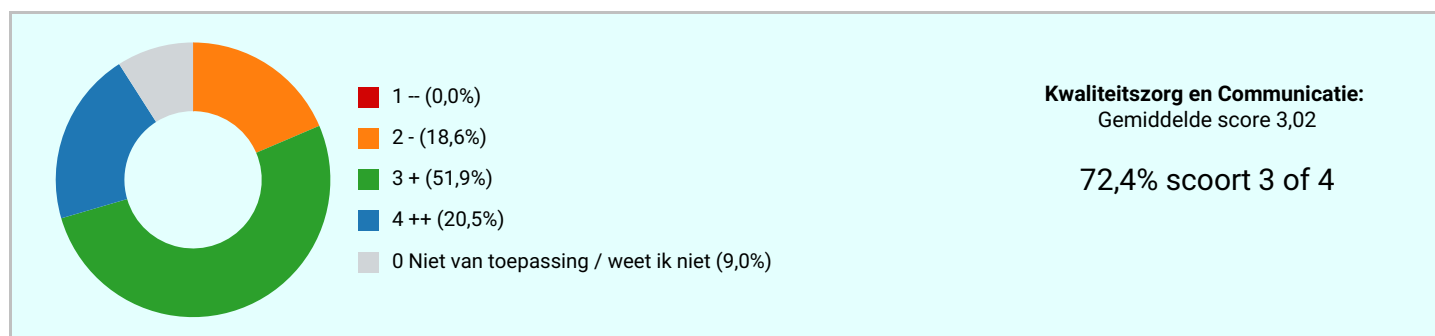 1 -- (0,0%)
2 - (18,6%)
3 + (51,9%)
4 ++ (20,5%)
0 Niet van toepassing / weet ik niet (9,0%)
Kwaliteitszorg en Communicatie:
Gemiddelde score 3,02
72,4% scoort 3 of 4